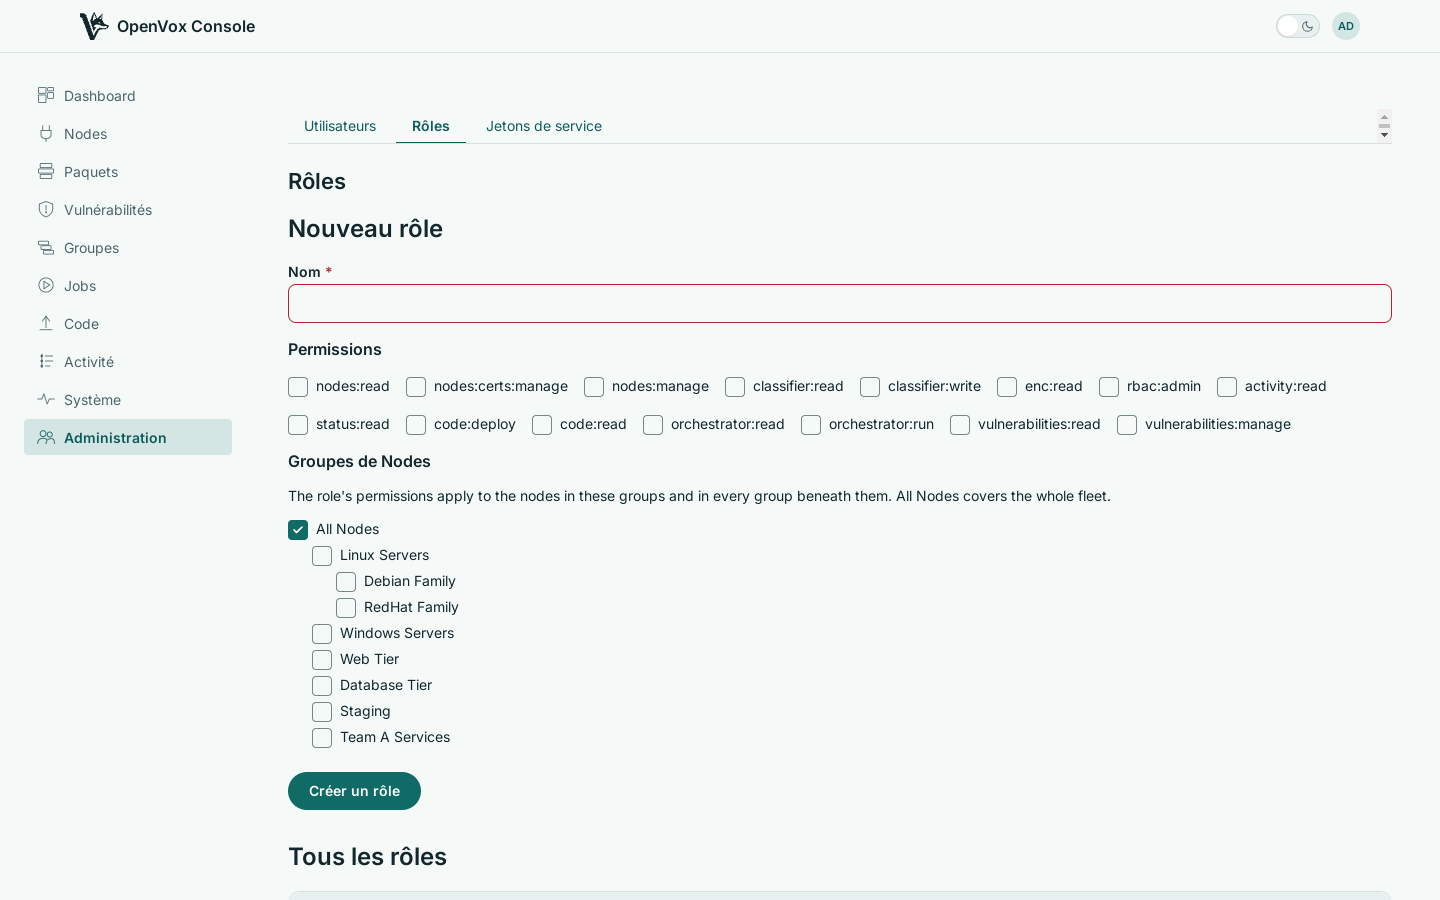 OpenVox Console
AD
Dashboard
Nodes
Paquets
Vulnérabilités
Groupes
Jobs
Code
Activité
Système
Administration
Utilisateurs Rôles Jetons de service
Rôles
Nouveau rôle
Nom *
Permissions
nodes:read nodes:certs:manage nodes:manage classifier:read classifier:write enc:read rbac:admin activity:read
status:read code:deploy code:read orchestrator:read orchestrator:run vulnerabilities:read vulnerabilities:manage
Groupes de Nodes
The role's permissions apply to the nodes in these groups and in every group beneath them. All Nodes covers the whole fleet.
All Nodes
Linux Servers
Debian Family
RedHat Family
Windows Servers
Web Tier
Database Tier
Staging
Team A Services
Créer un rôle
Tous les rôles